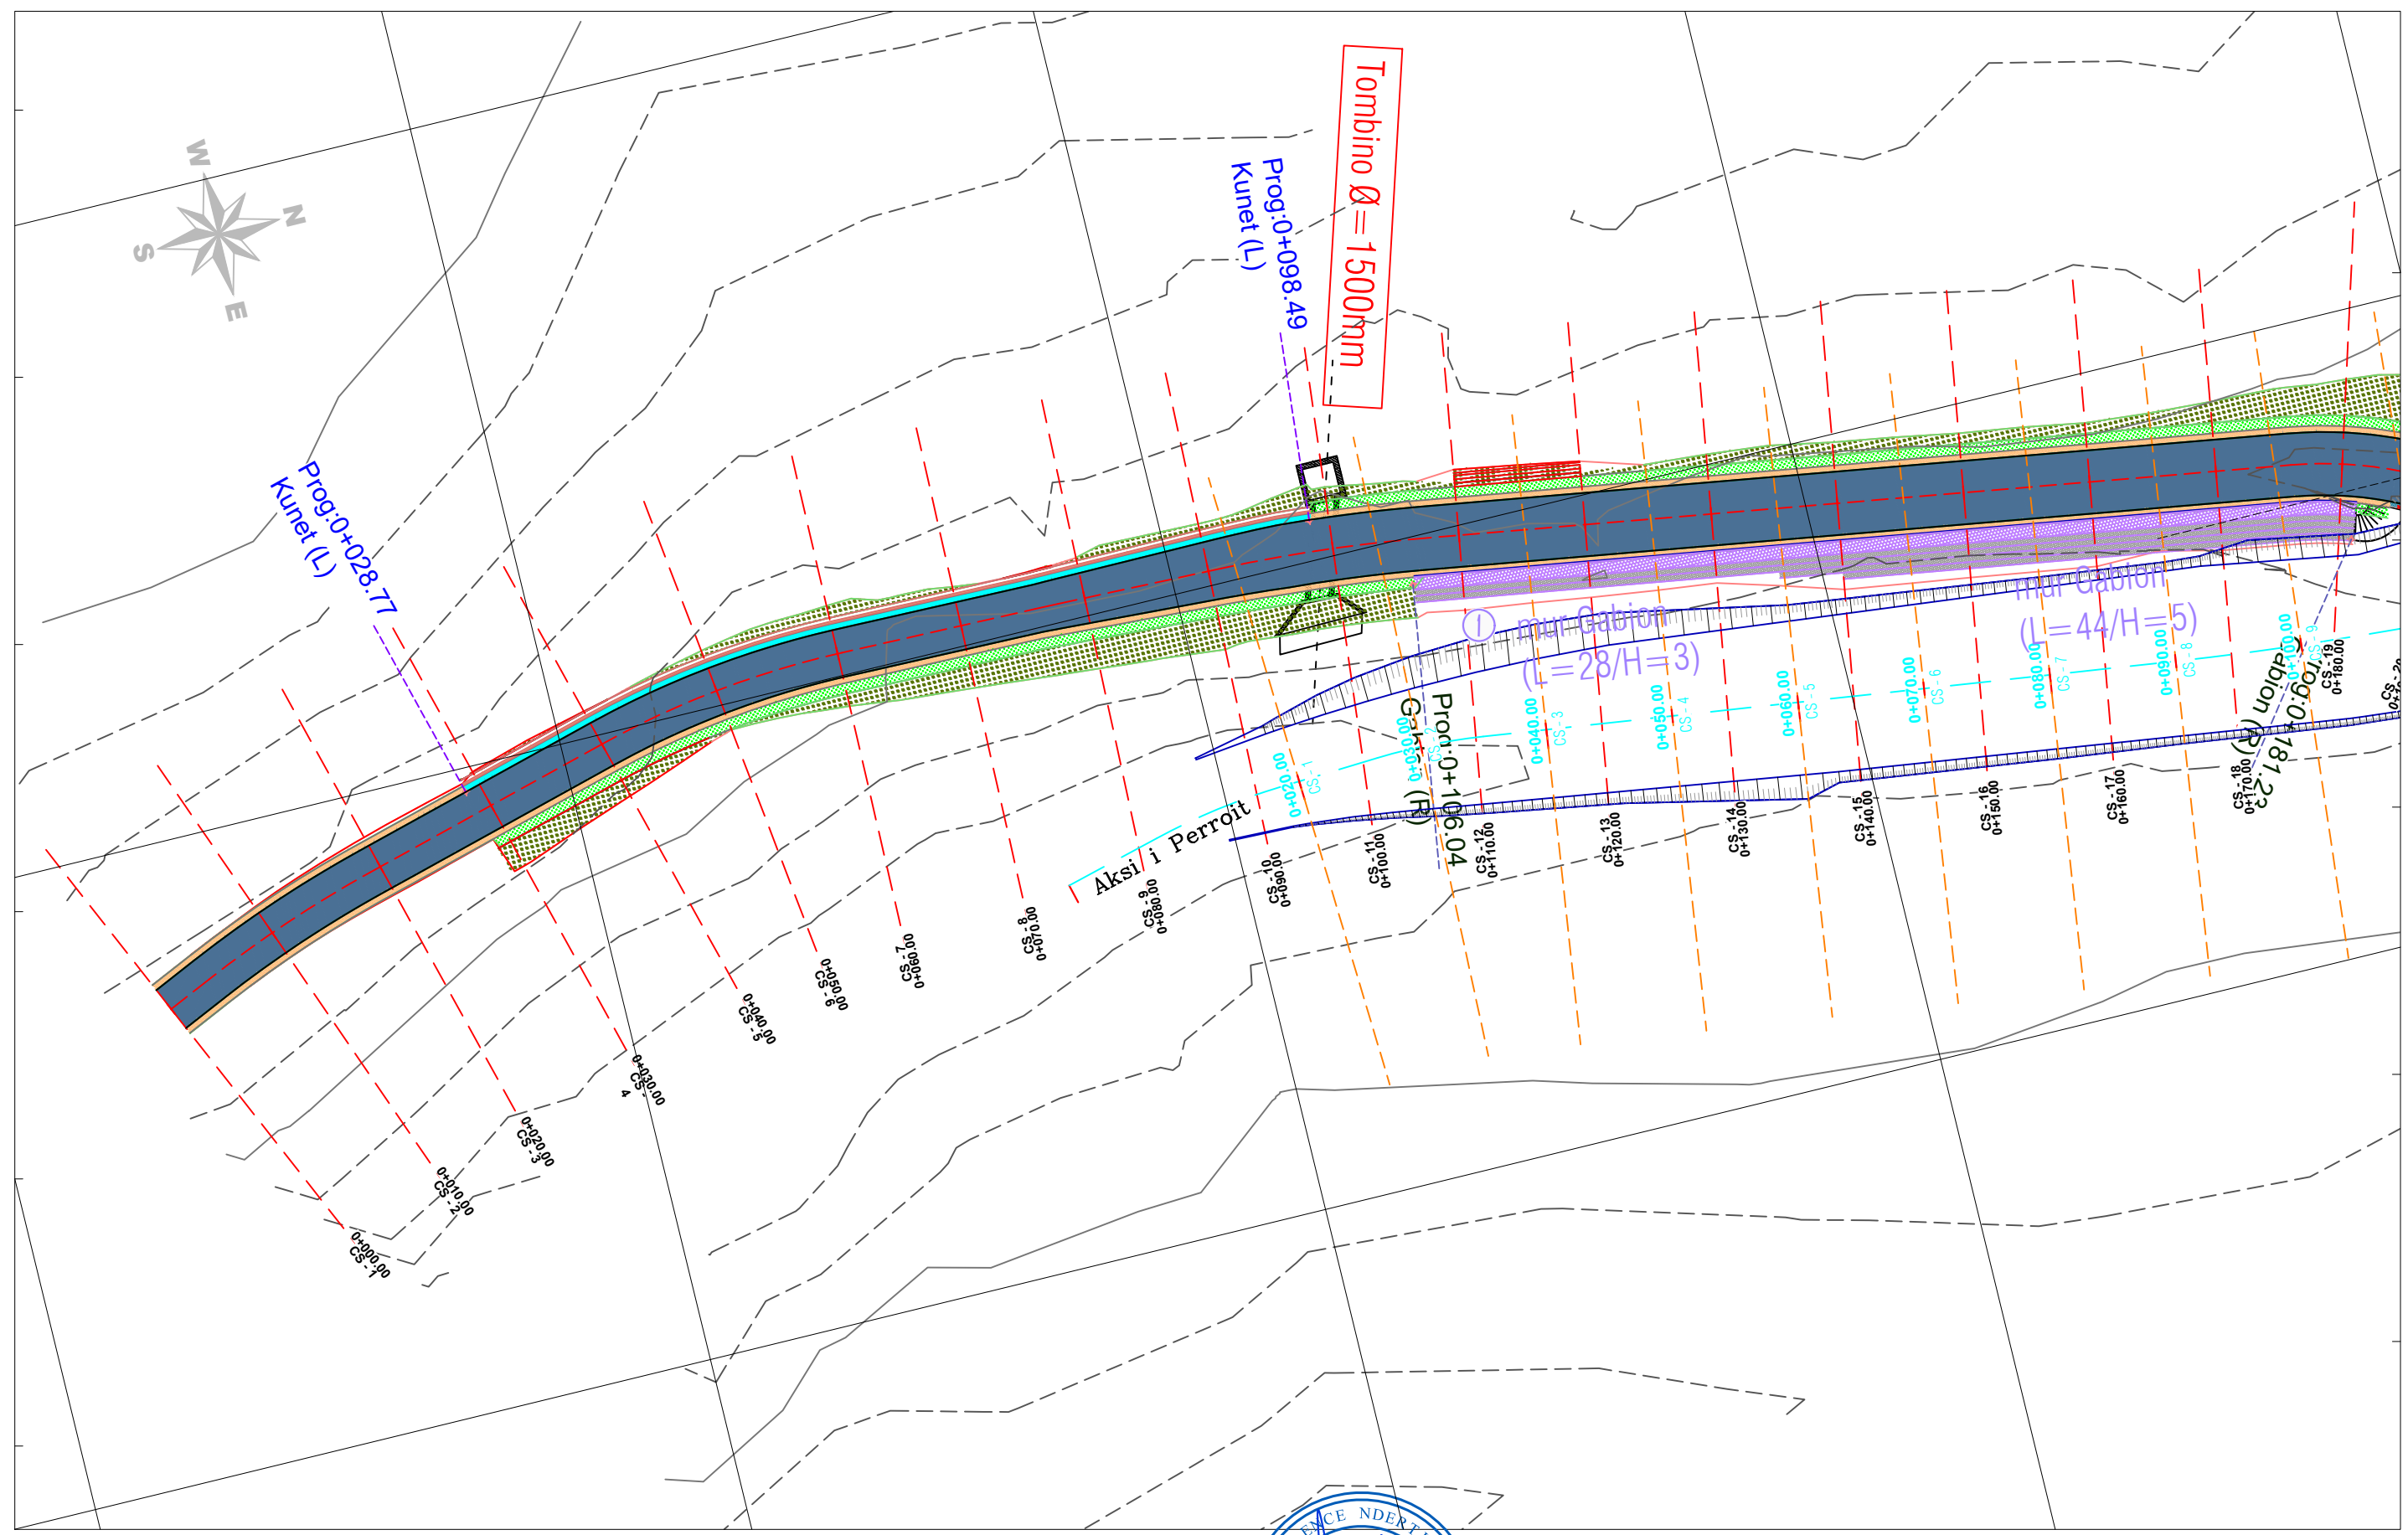 W
N
S
E
Tombino Ø=1500mm
Prog:0+098.49
Kunet (L)
Prog:0+028.77
Kunet (L)
mur Gabion
(L=44/H=5)
1 mur Gabion
(L=28/H=3)
Prog:0+106.04
Gabion (R)
Prog:0+181.23
Gabion (R)
Aksi i Perroit
0+020.00
CS - 1
0+030.00
CS - 2
0+040.00
CS - 3
0+050.00
CS - 4
0+060.00
CS - 5
0+070.00
CS - 6
0+080.00
CS - 7
0+090.00
CS - 8
0+100.00
CS - 9
0+000.00
CS - 1
0+010.00
CS - 2
0+020.00
CS - 3
0+030.00
CS -
4
0+040.00
CS - 5
0+050.00
CS - 6
CS - 7
0+060.00
CS - 8
0+070.00
CS - 9
0+080.00
CS - 10
0+090.00
CS - 11
0+100.00
CS - 12
0+110.00
CS - 13
0+120.00
CS - 14
0+130.00
CS - 15
0+140.00
CS - 16
0+150.00
CS - 17
0+160.00
CS - 18
0+170.00
CS - 19
0+180.00